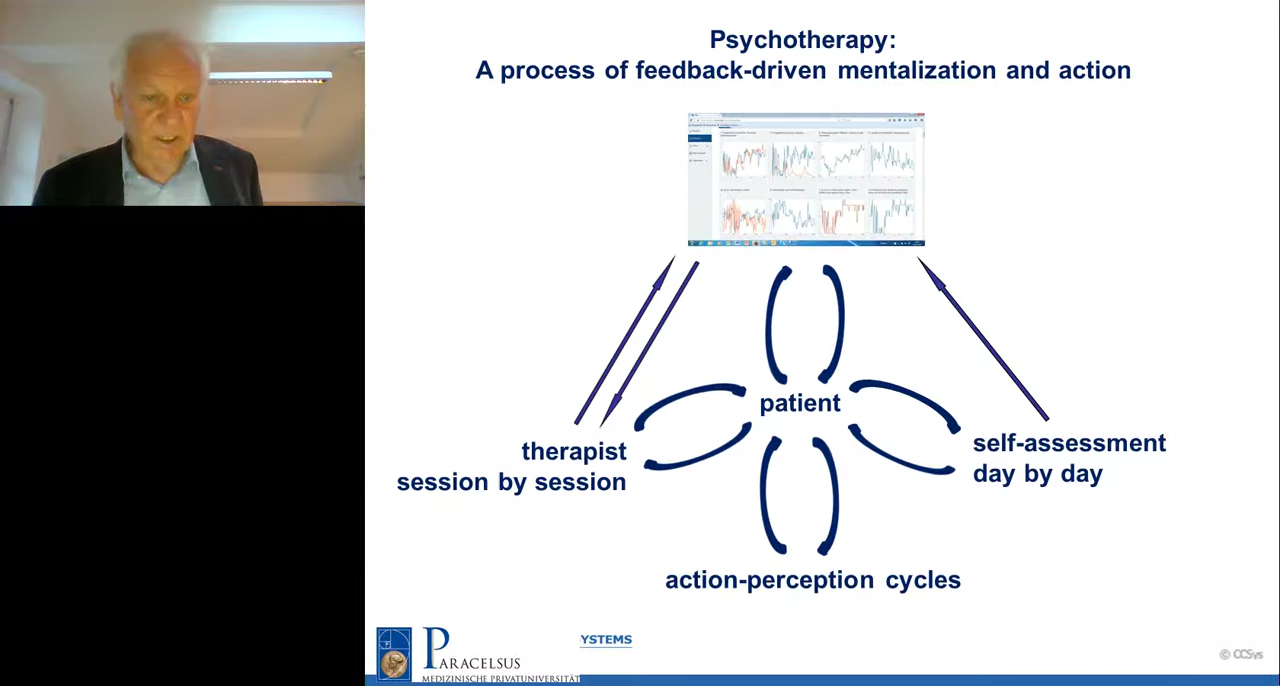 Psychotherapy:
A process of feedback-driven mentalization and action
patient
therapist
session by session
self-assessment
day by day
action-perception cycles
PARACELSUS
MEDIZINISCHE PRIVATUNIVERSITÄT
YSTEMS
© CCSys